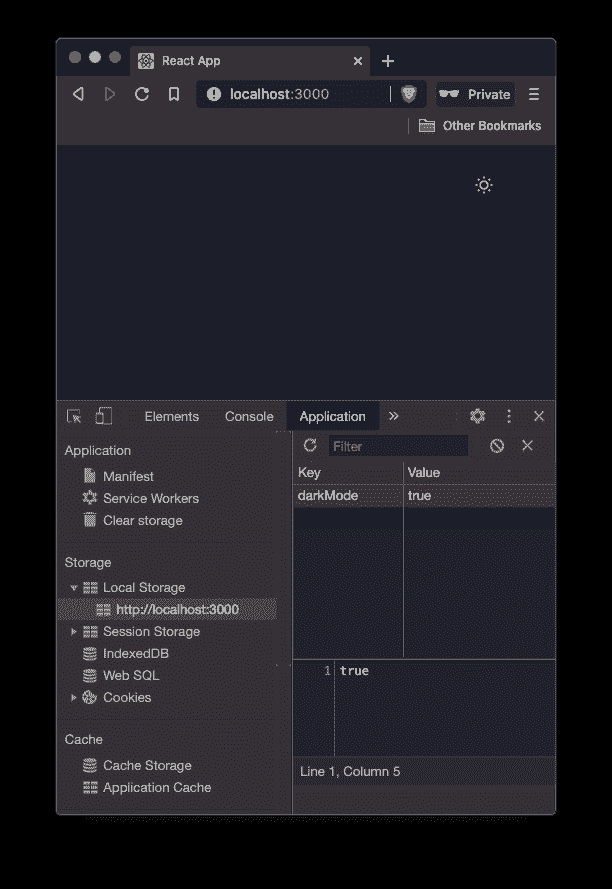 React App
localhost:3000
Private
Other Bookmarks
Elements Console Application
Application
Manifest
Service Workers
Clear storage
Storage
Local Storage
http://localhost:3000
Session Storage
IndexedDB
Web SQL
Cookies
Cache
Cache Storage
Application Cache
Filter
Key Value
darkMode true
1 true
Line 1, Column 5